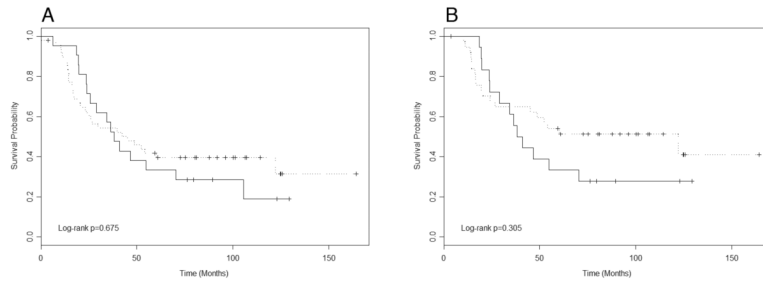 A
B
Survival Probability
1.0
0.8
0.6
0.4
0.2
0.0
Log-rank p=0.675
0
50
100
150
Time (Months)
Survival Probability
1.0
0.8
0.6
0.4
0.2
0.0
Log-rank p=0.305
0
50
100
150
Time (Months)